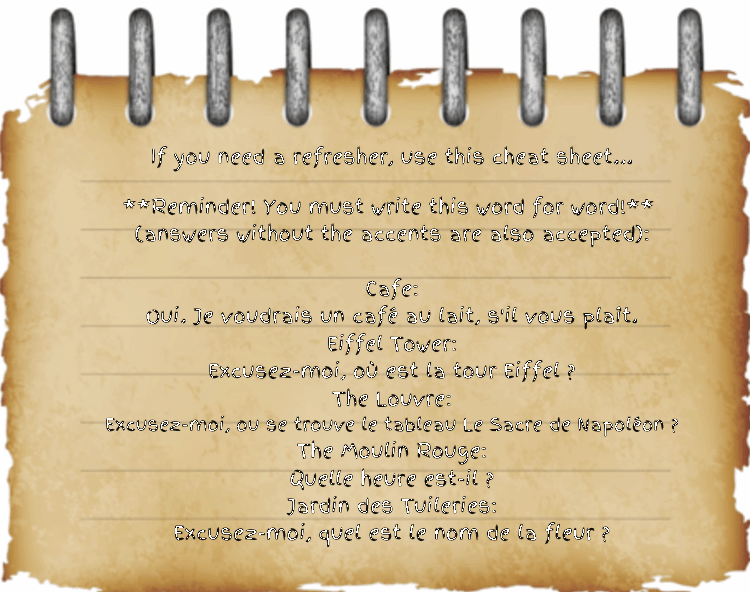 If you need a refresher, use this cheat sheet...
**Reminder! You must write this word for word!**
(answers without the accents are also accepted):
Cafe:
Oui. Je voudrais un café au lait, s'il vous plaît.
Eiffel Tower:
Excusez-moi, où est la tour Eiffel ?
The Louvre:
Excusez-moi, ou se trouve le tableau Le Sacre de Napoléon ?
The Moulin Rouge:
Quelle heure est-il ?
Jardin des Tuileries:
Excusez-moi, quel est le nom de la fleur ?